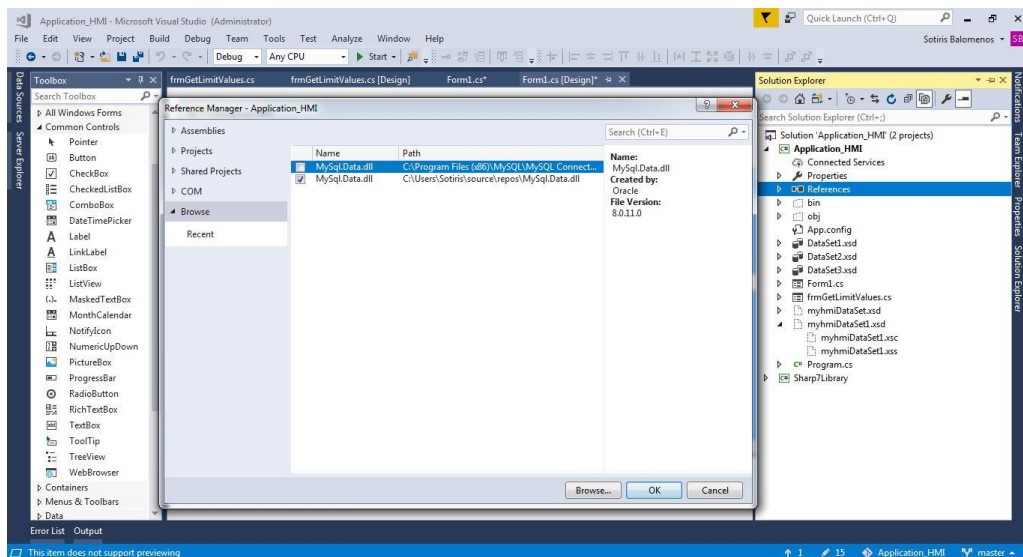 Application_HMI - Microsoft Visual Studio (Administrator)
Quick Launch (Ctrl+Q)
File Edit View Project Build Debug Team Tools Test Analyze Window Help
Sotiris Balomenos
SB
Debug Any CPU Start
Data Sources
Server Explorer
Toolbox
Search Toolbox
All Windows Forms
Common Controls
Pointer
Button
CheckBox
CheckedListBox
ComboBox
DateTimePicker
Label
LinkLabel
ListBox
ListView
MaskedTextBox
MonthCalendar
NotifyIcon
NumericUpDown
PictureBox
ProgressBar
RadioButton
RichTextBox
TextBox
ToolTip
TreeView
WebBrowser
Containers
Menus & Toolbars
Data
frmGetLimitValues.cs frmGetLimitValues.cs [Design] Form1.cs* Form1.cs [Design]*
Reference Manager - Application_HMI
Assemblies
Projects
Shared Projects
COM
Browse
Recent
Search (Ctrl+E)
Name Path
MySql.Data.dll C:\Program Files (x86)\MySQL\MySQL Connect...
MySql.Data.dll C:\Users\Sotiris\source\repos\MySql.Data.dll
Name:
MySql.Data.dll
Created by:
Oracle
File Version:
8.0.11.0
Browse... OK Cancel
Solution Explorer
Search Solution Explorer (Ctrl+;)
Solution 'Application_HMI' (2 projects)
Application_HMI
Connected Services
Properties
References
bin
obj
App.config
DataSet1.xsd
DataSet2.xsd
DataSet3.xsd
Form1.cs
frmGetLimitValues.cs
myhmiDataSet.xsd
myhmiDataSet1.xsd
myhmiDataSet1.xsc
myhmiDataSet1.xss
Program.cs
Sharp7Library
Notifications
Team Explorer
Properties
Solution Explorer
Error List Output
This item does not support previewing
1 15 Application_HMI master